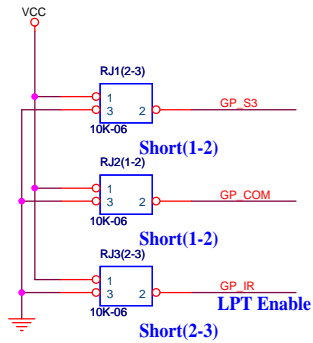 VCC
RJ1(2-3)
1
3 2
GP_S3
10K-06
Short(1-2)
RJ2(1-2)
1
3 2
GP_COM
10K-06
Short(1-2)
RJ3(2-3)
1
3 2
GP_IR
LPT Enable
10K-06
Short(2-3)